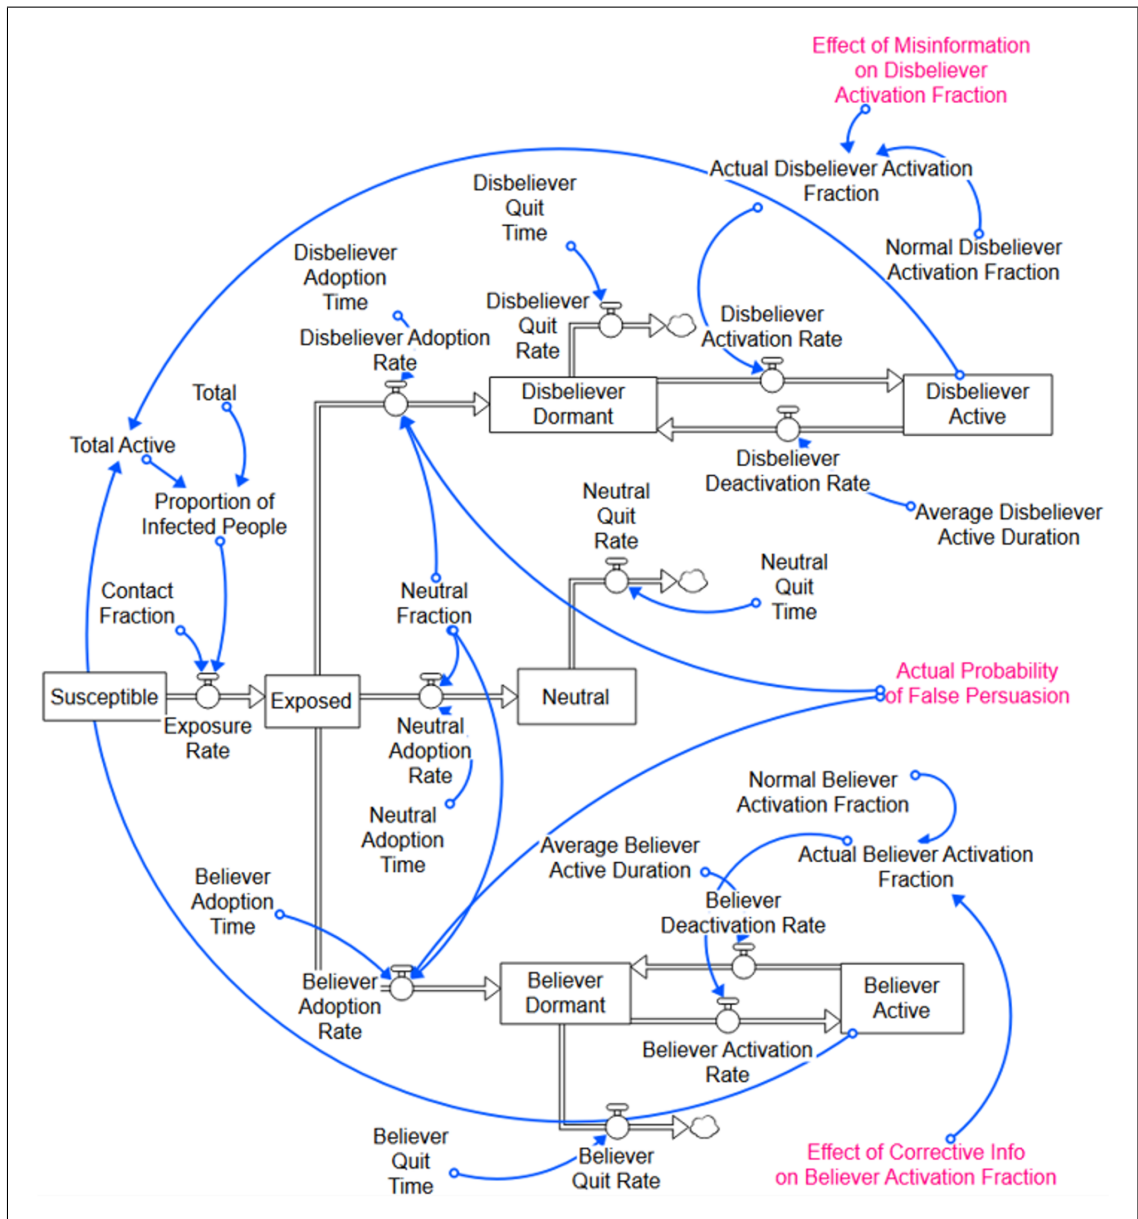 Effect of Misinformation
on Disbeliever
Activation Fraction
Actual Disbeliever Activation
Fraction
Normal Disbeliever
Activation Fraction
Disbeliever
Quit
Time
Disbeliever
Adoption
Time
Disbeliever
Quit
Rate
Disbeliever
Activation Rate
Disbeliever Adoption
Rate
Disbeliever
Dormant
Disbeliever
Active
Total
Total Active
Proportion of
Infected People
Disbeliever
Deactivation Rate
Average Disbeliever
Active Duration
Neutral
Quit
Rate
Neutral
Quit
Time
Contact
Fraction
Neutral
Fraction
Susceptible
Exposure
Rate
Exposed
Neutral
Adoption
Rate
Neutral
Actual Probability
of False Persuasion
Neutral
Adoption
Time
Normal Believer
Activation Fraction
Average Believer
Active Duration
Actual Believer Activation
Fraction
Believer
Adoption
Time
Believer
Deactivation Rate
Believer
Adoption
Rate
Believer
Dormant
Believer
Active
Believer Activation
Rate
Believer
Quit
Time
Believer
Quit Rate
Effect of Corrective Info
on Believer Activation Fraction